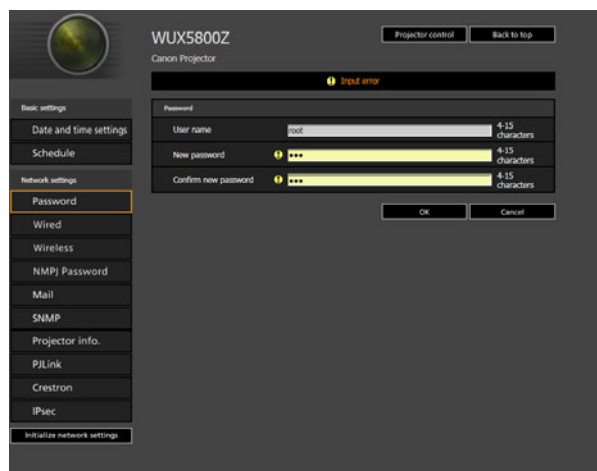 WUX5800Z
Canon Projector
Projector control
Back to top
Input error
Basic settings
Date and time settings
Schedule
Network settings
Password
Wired
Wireless
NMPJ Password
Mail
SNMP
Projector info.
PJLink
Crestron
IPsec
Initialize network settings
Password
User name root 4-15
characters
New password ••• 4-15
characters
Confirm new password ••• 4-15
characters
OK
Cancel